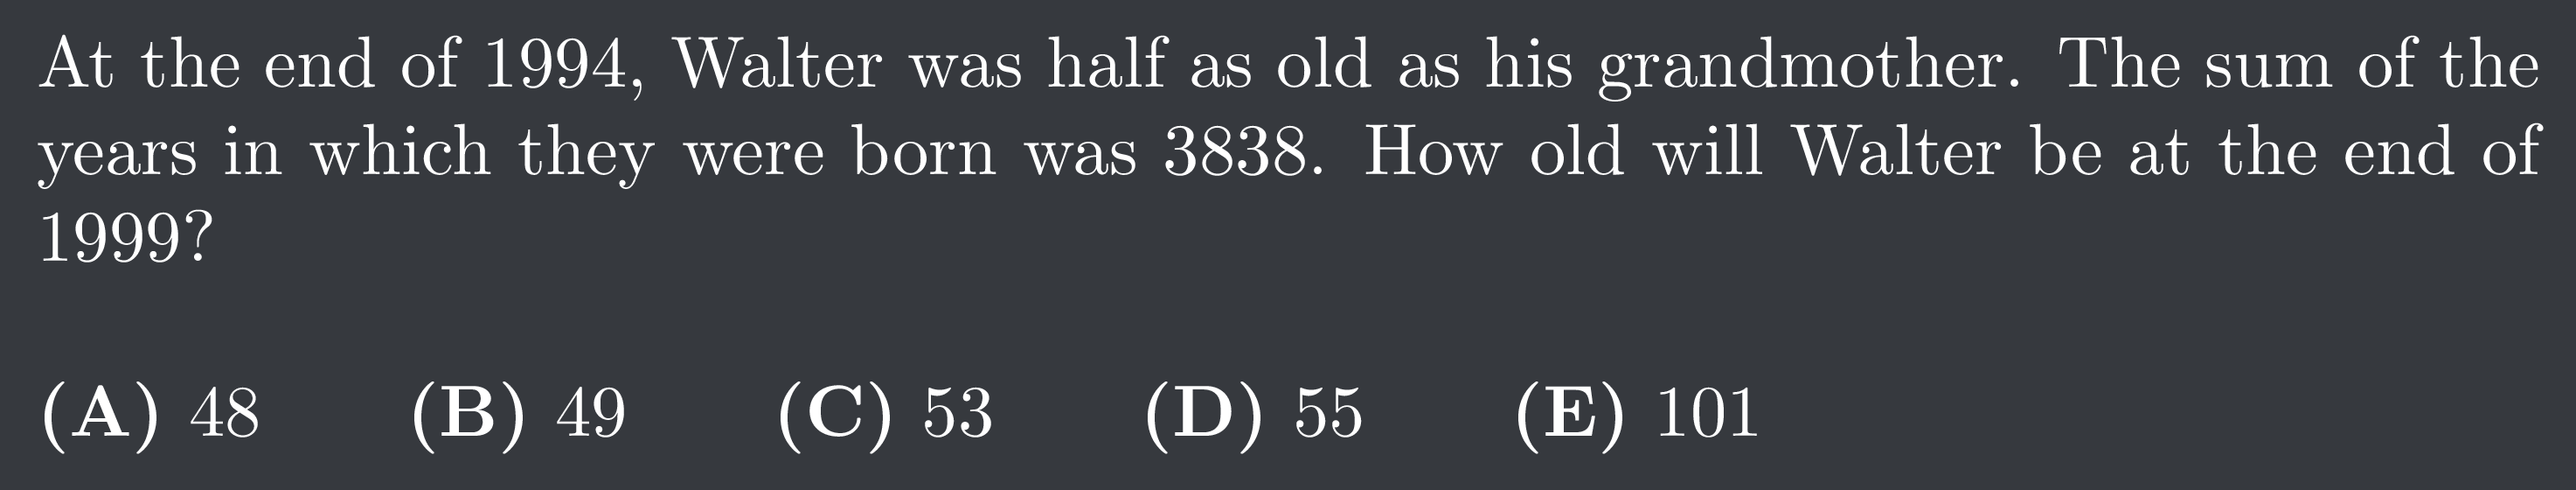 At the end of 1994, Walter was half as old as his grandmother. The sum of the
years in which they were born was 3838. How old will Walter be at the end of
1999?
(A) 48 (B) 49 (C) 53 (D) 55 (E) 101